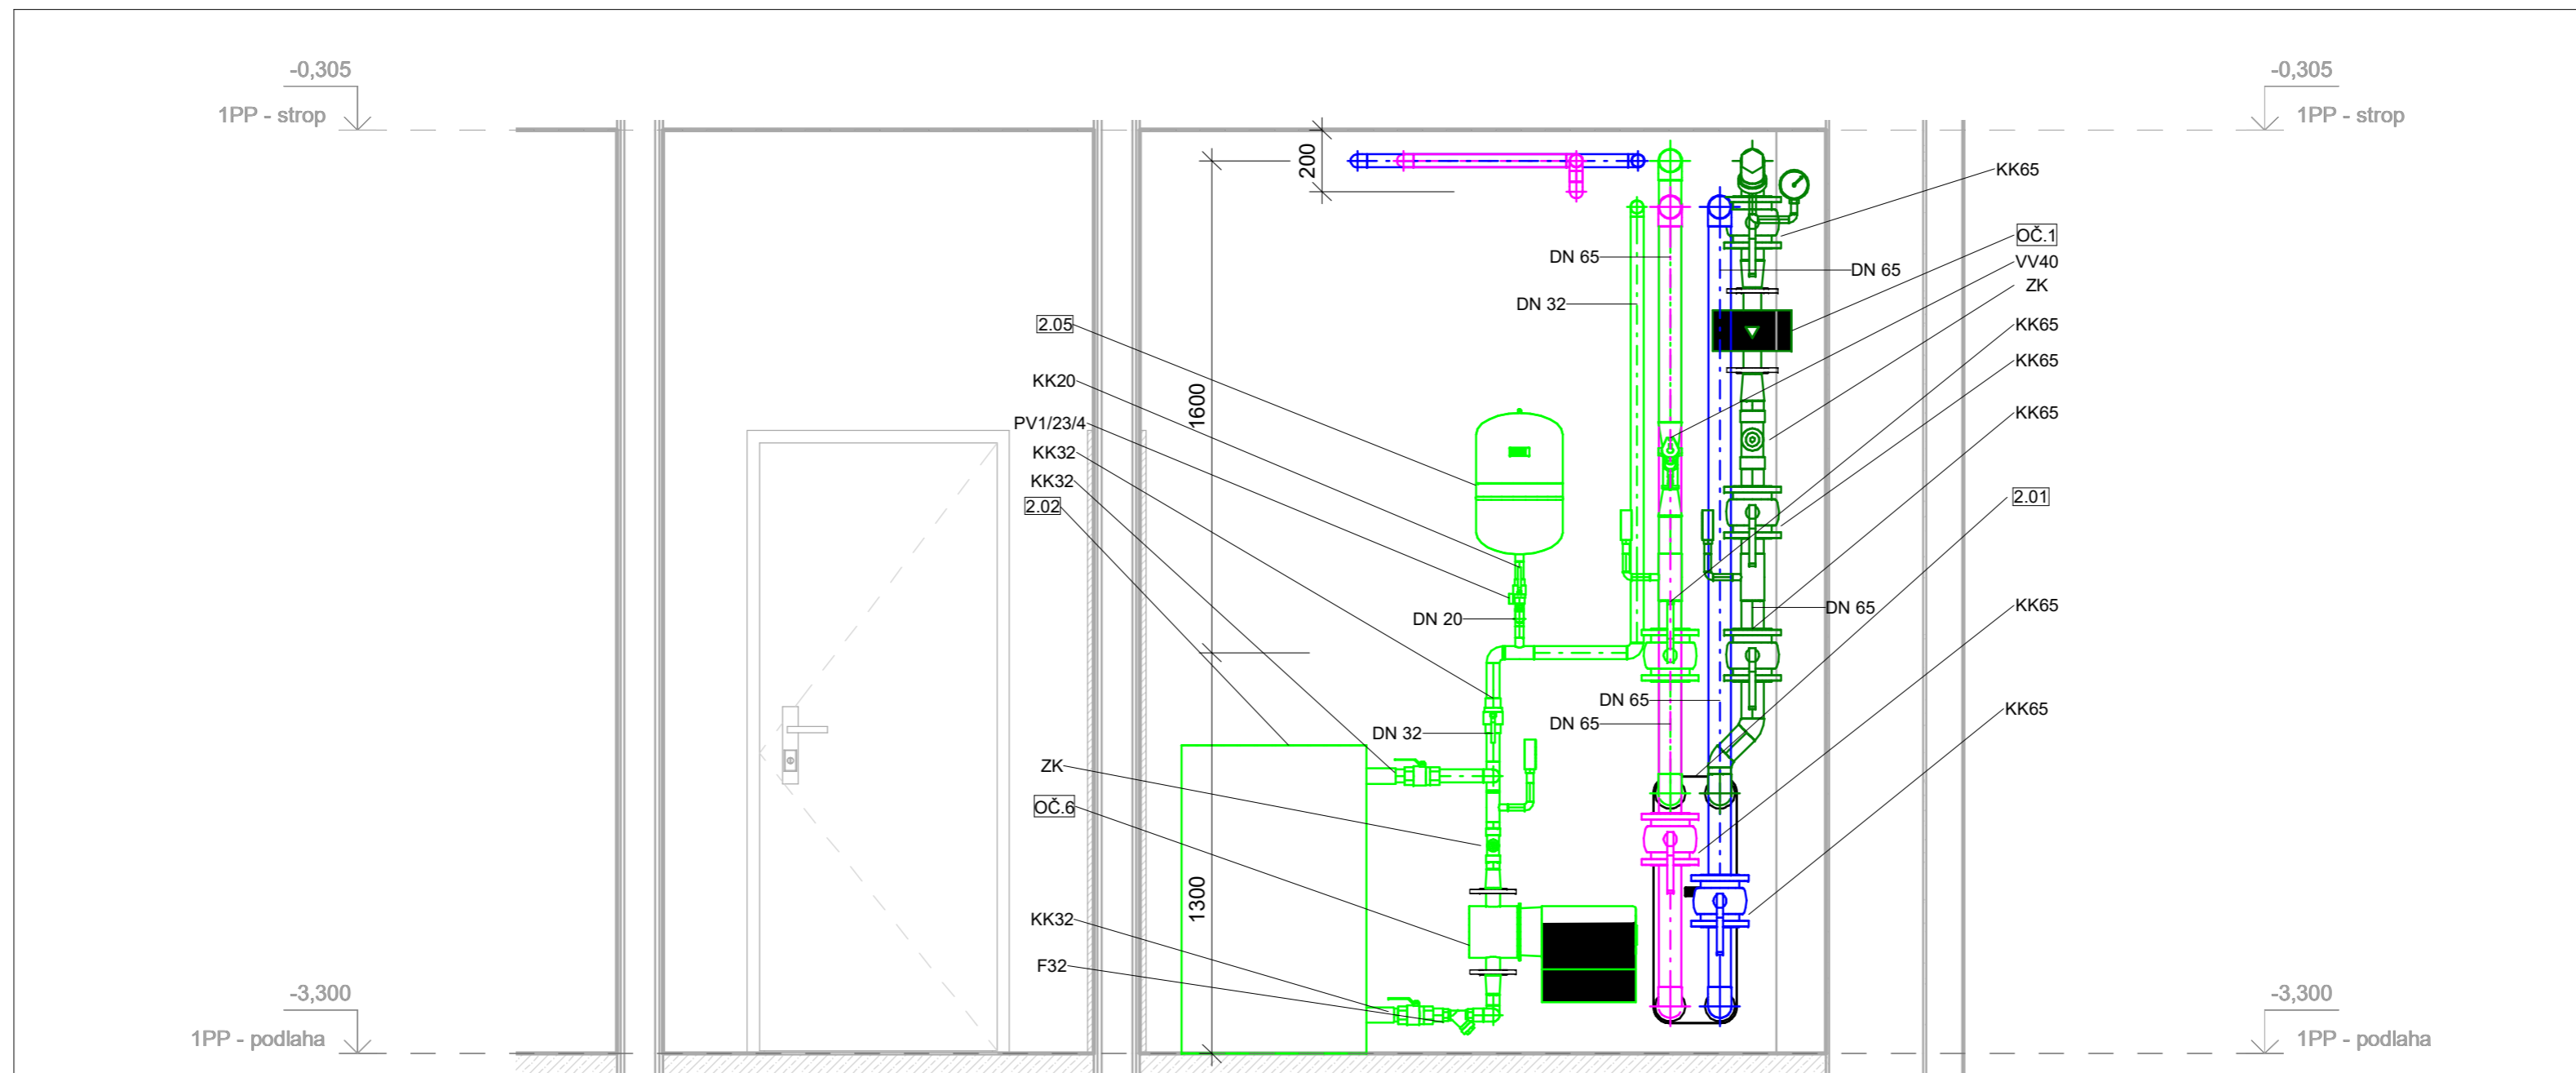 -0,305
1PP - strop
-0,305
1PP - strop
200
KK65
OČ.1
VV40
ZK
DN 65
DN 65
DN 32
2.05
KK65
KK65
KK20
1600
KK65
PV1/23/4
KK32
KK32
2.02
2.01
DN 20
DN 65
KK65
DN 65
DN 65
KK65
DN 32
ZK
OČ.6
1300
KK32
F32
-3,300
1PP - podlaha
-3,300
1PP - podlaha